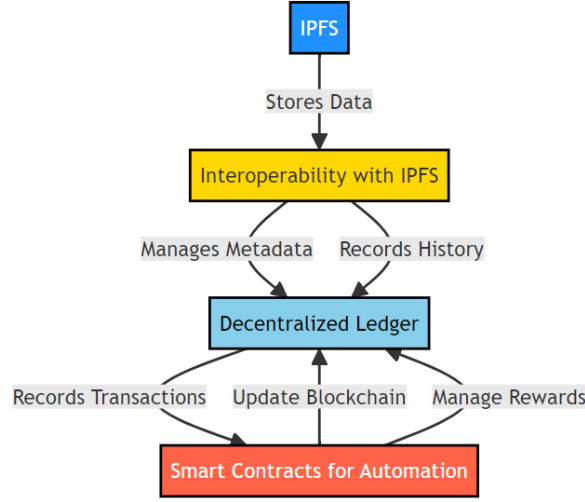 IPFS
Stores Data
Interoperability with IPFS
Manages Metadata
Records History
Decentralized Ledger
Records Transactions
Update Blockchain
Manage Rewards
Smart Contracts for Automation